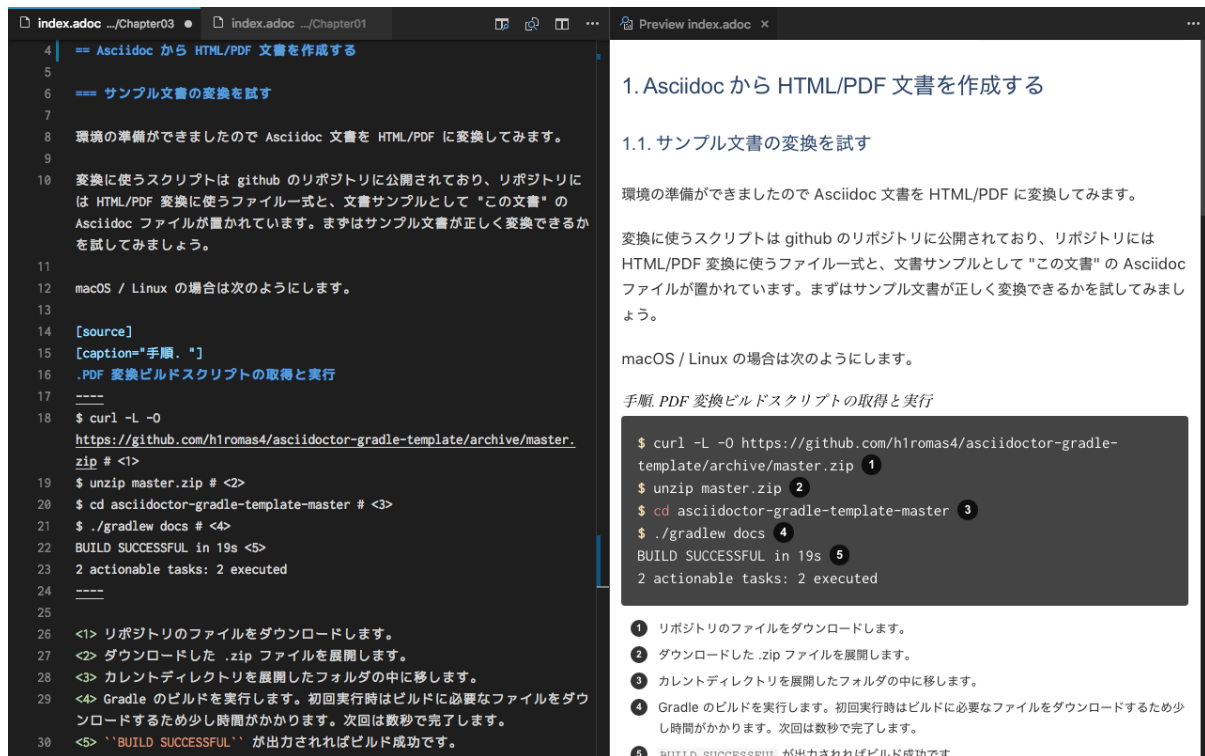 index.adoc .../Chapter03 ●
index.adoc .../Chapter01
4 == Asciidoc から HTML/PDF 文書を作成する
5
6 === サンプル文書の変換を試す
7
8 環境の準備ができましたので Asciidoc 文書を HTML/PDF に変換してみます。
9
10 変換に使うスクリプトは github のリポジトリに公開されており、リポジトリに
は HTML/PDF 変換に使うファイル一式と、文書サンプルとして "この文書" の
Asciidoc ファイルが置かれています。まずはサンプル文書が正しく変換できるか
を試してみましょう。
11
12 macOS / Linux の場合は次のようにします。
13
14 [source]
15 [caption="手順. "]
16 .PDF 変換ビルドスクリプトの取得と実行
17 ----
18 $ curl -L -O
https://github.com/h1romas4/asciidoctor-gradle-template/archive/master.
zip # <1>
19 $ unzip master.zip # <2>
20 $ cd asciidoctor-gradle-template-master # <3>
21 $ ./gradlew docs # <4>
22 BUILD SUCCESSFUL in 19s <5>
23 2 actionable tasks: 2 executed
24 ----
25
26 <1> リポジトリのファイルをダウンロードします。
27 <2> ダウンロードした .zip ファイルを展開します。
28 <3> カレントディレクトリを展開したフォルダの中に移します。
29 <4> Gradle のビルドを実行します。初回実行時はビルドに必要なファイルをダウ
ンロードするため少し時間がかかります。次回は数秒で完了します。
30 <5> ``BUILD SUCCESSFUL`` が出力されればビルド成功です。
Preview index.adoc ×
1. Asciidoc から HTML/PDF 文書を作成する
1.1. サンプル文書の変換を試す
環境の準備ができましたので Asciidoc 文書を HTML/PDF に変換してみます。
変換に使うスクリプトは github のリポジトリに公開されており、リポジトリには
HTML/PDF 変換に使うファイル一式と、文書サンプルとして "この文書" の Asciidoc
ファイルが置かれています。まずはサンプル文書が正しく変換できるかを試してみまし
ょう。
macOS / Linux の場合は次のようにします。
手順. PDF 変換ビルドスクリプトの取得と実行
$ curl -L -O https://github.com/h1romas4/asciidoctor-gradle-
template/archive/master.zip 1
$ unzip master.zip 2
$ cd asciidoctor-gradle-template-master 3
$ ./gradlew docs 4
BUILD SUCCESSFUL in 19s 5
2 actionable tasks: 2 executed
1 リポジトリのファイルをダウンロードします。
2 ダウンロードした .zip ファイルを展開します。
3 カレントディレクトリを展開したフォルダの中に移します。
4 Gradle のビルドを実行します。初回実行時はビルドに必要なファイルをダウンロードするため少
し時間がかかります。次回は数秒で完了します。
5 BUILD SUCCESSFUL が出力されればビルド成功です。